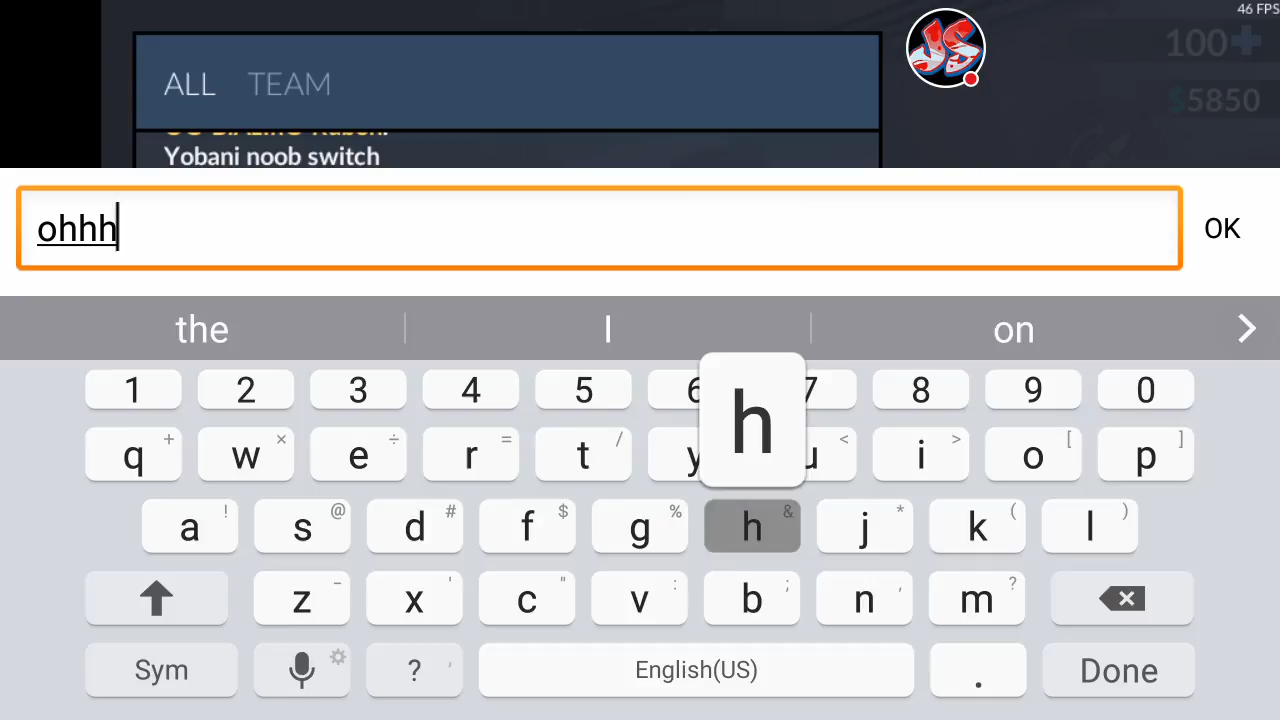 46 FPS
100
$5850
JS
ALL TEAM
Yobani noob switch
ohhh
OK
the I on
1 2 3 4 5 6 7 8 9 0
q + w × e ÷ r = t / y u < i > o [ p ]
h
a ! s @ d # f $ g % h & j * k ( l )
z - x ' c " v : b ; n , m ?
Sym ? , English(US) . Done